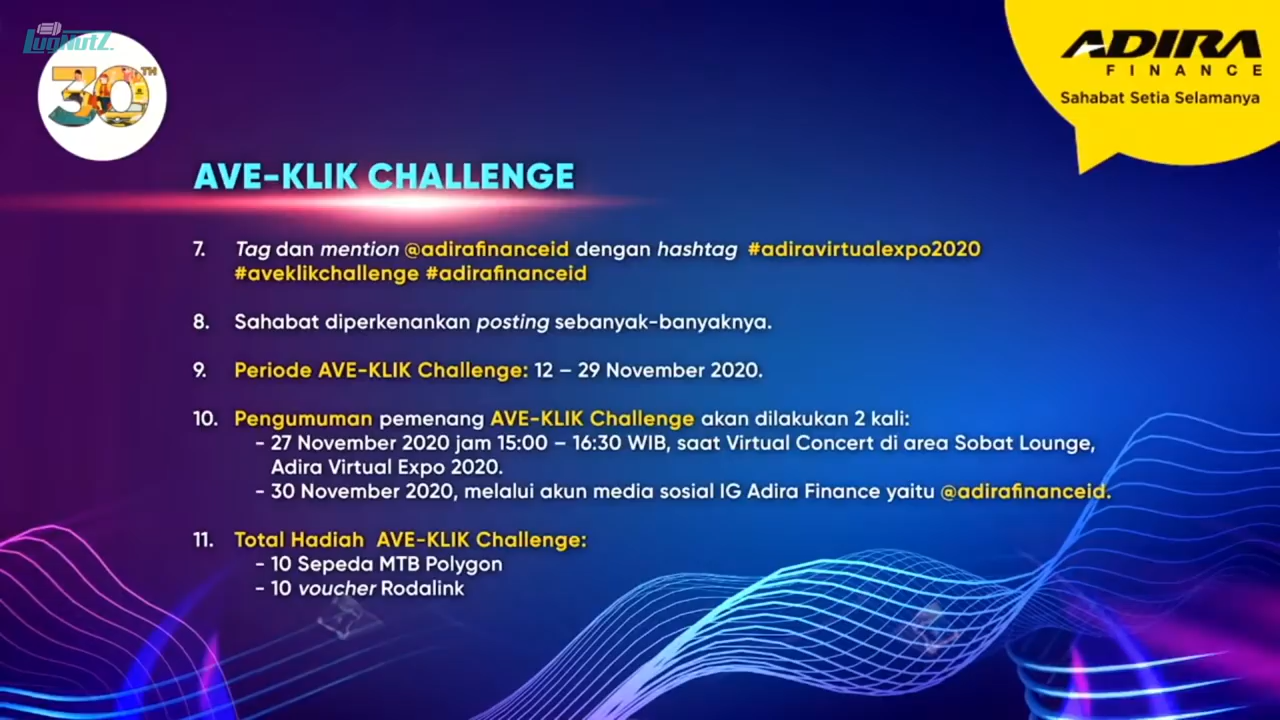 LUGNUTZ
30TH
ADIRA
FINANCE
Sahabat Setia Selamanya
AVE-KLIK CHALLENGE
7. Tag dan mention @adirafinanceid dengan hashtag #adiravirtualexpo2020
#aveklikchallenge #adirafinanceid
8. Sahabat diperkenankan posting sebanyak-banyaknya.
9. Periode AVE-KLIK Challenge: 12 – 29 November 2020.
10. Pengumuman pemenang AVE-KLIK Challenge akan dilakukan 2 kali:
- 27 November 2020 jam 15:00 – 16:30 WIB, saat Virtual Concert di area Sobat Lounge,
Adira Virtual Expo 2020.
- 30 November 2020, melalui akun media sosial IG Adira Finance yaitu @adirafinanceid.
11. Total Hadiah AVE-KLIK Challenge:
- 10 Sepeda MTB Polygon
- 10 voucher Rodalink